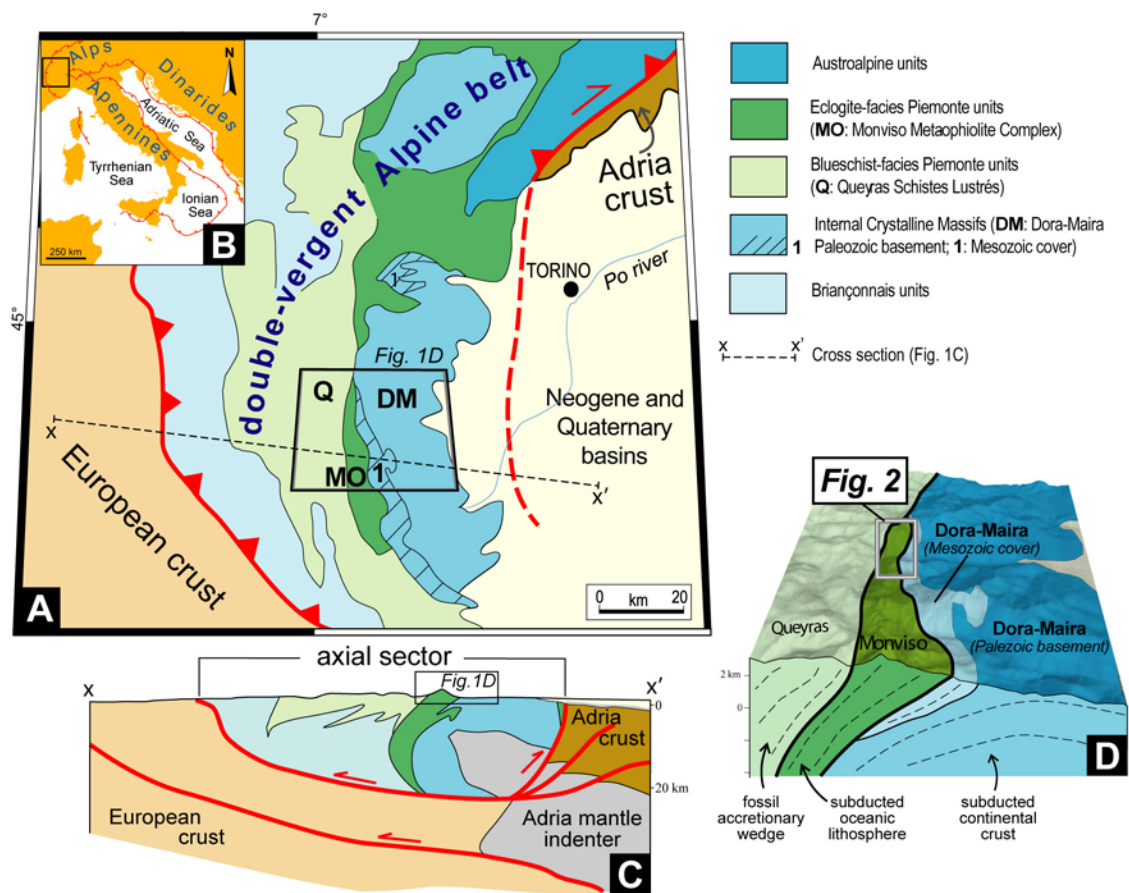 7°
45°
Alps
Dinarides
Apennines
Adriatic Sea
Tyrrhenian
Sea
Ionian
Sea
N
250 km
B
double-vergent Alpine belt
Adria
crust
TORINO
Po river
1
Fig. 1D
Q
DM
MO
1
x
x'
Neogene and
Quaternary
basins
European crust
0 km 20
A
Austroalpine units
Eclogite-facies Piemonte units
(MO: Monviso Metaophiolite Complex)
Blueschist-facies Piemonte units
(Q: Queyras Schistes Lustrés)
Internal Crystalline Massifs (DM: Dora-Maira
1 Paleozoic basement; 1: Mesozoic cover)
Briançonnais units
x x' Cross section (Fig. 1C)
axial sector
x
x'
Fig.1D
0
Adria
crust
20 km
European
crust
Adria mantle
indenter
C
Fig. 2
Dora-Maira
(Mesozoic cover)
Queyras
Monviso
Dora-Maira
(Palezoic basement)
2 km
0
D
fossil
accretionary
wedge
subducted
oceanic
lithosphere
subducted
continental
crust